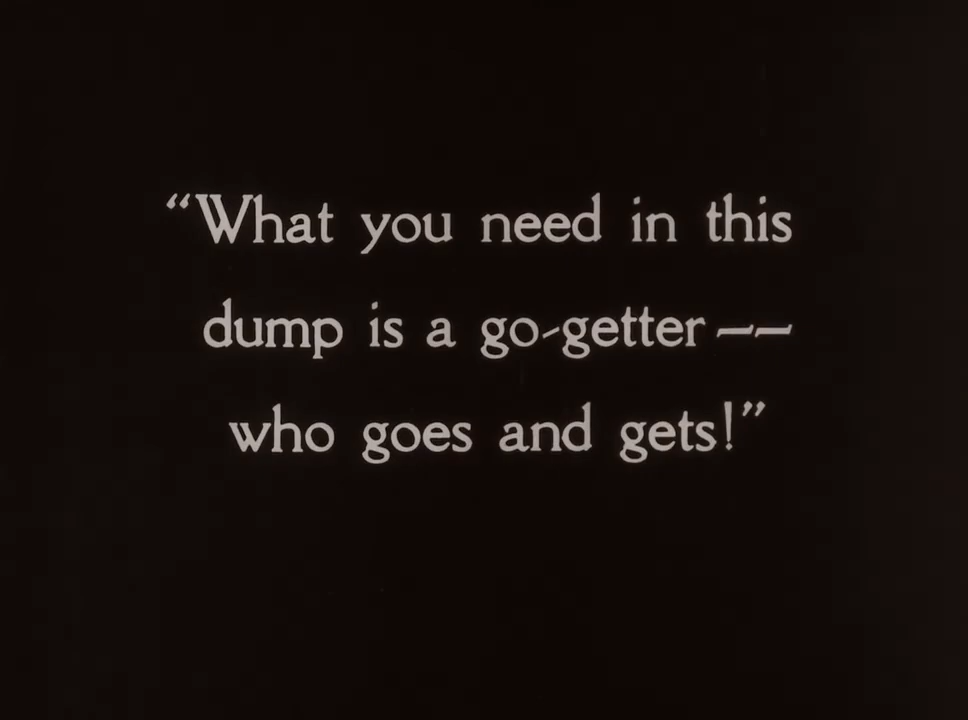 “What you need in this
dump is a go-getter——
who goes and gets!”